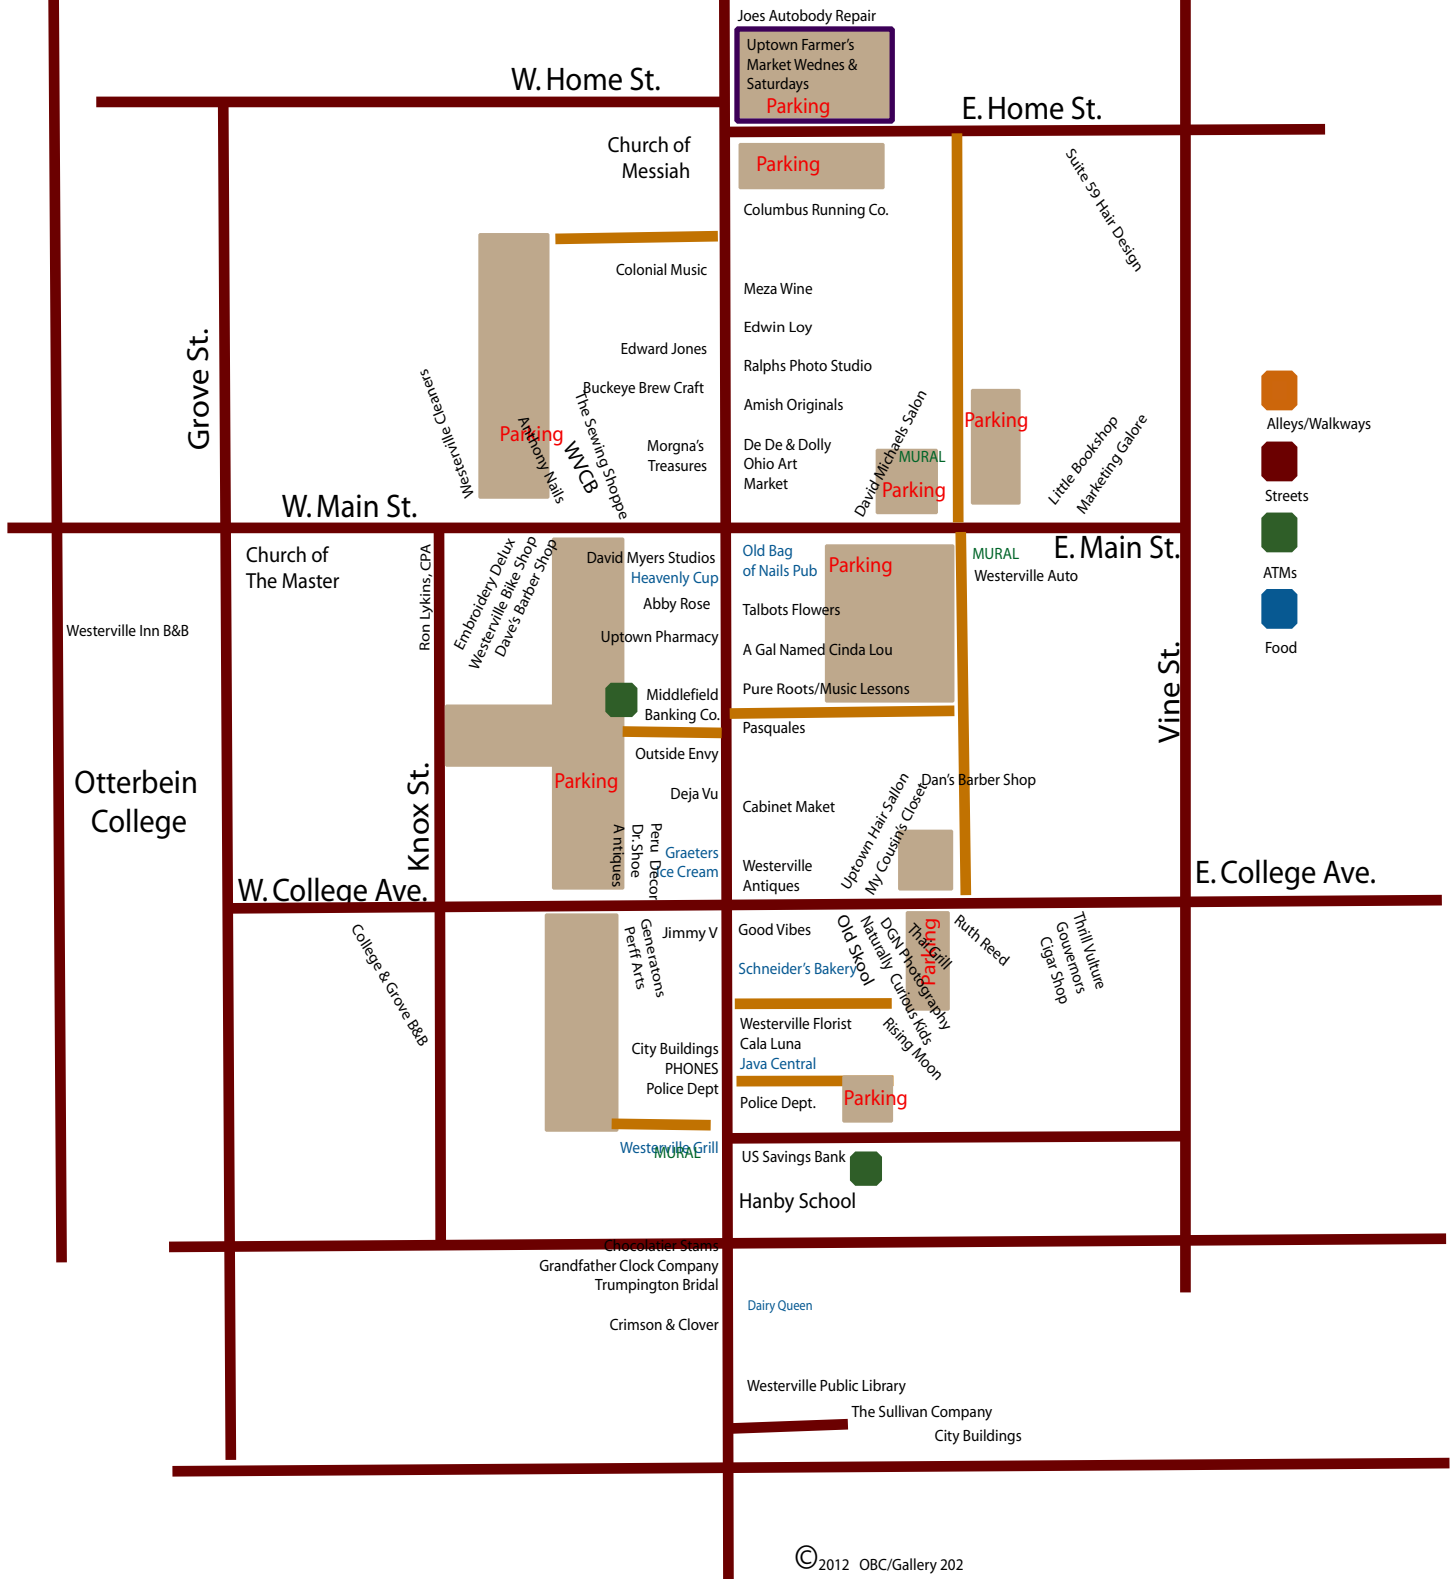 Joes Autobody Repair
Uptown Farmer's
Market Wednes &
Saturdays
Parking
W. Home St.
E. Home St.
Church of
Messiah
Parking
Suite 59 Hair Design
Columbus Running Co.
Colonial Music
Meza Wine
Edwin Loy
Grove St.
Edward Jones
Ralphs Photo Studio
Westerville Cleaners
Buckeye Brew Craft
The Sewing Shoppe
Amish Originals
David Michaels Salon
Parking
Alleys/Walkways
Parking
Anthony Nails
WVCB
Morgna's
Treasures
De De & Dolly
Ohio Art
Market
MURAL
Parking
Little Bookshop
Marketing Galore
Streets
W. Main St.
E. Main St.
Church of
The Master
Ron Lykins, CPA
Embroidery Delux
Westerville Bike Shop
Dave's Barber Shop
David Myers Studios
Heavenly Cup
Old Bag
of Nails Pub
Parking
MURAL
Westerville Auto
ATMs
Abby Rose
Talbots Flowers
Westerville Inn B&B
Uptown Pharmacy
A Gal Named Cinda Lou
Food
Vine St.
Middlefield
Banking Co.
Pure Roots/Music Lessons
Pasquales
Outside Envy
Otterbein
College
Knox St.
Parking
Deja Vu
Dan's Barber Shop
Cabinet Maket
Uptown Hair Sallon
My Cousin's Closet
Antiques
Dr.Shoe
Peru Decor
Graeters
Ice Cream
Westerville
Antiques
W. College Ave.
E. College Ave.
College & Grove B&B
Perff Arts
Generatons
Jimmy V
Good Vibes
Schneider's Bakery
Old Skool
Naturally Curious Kids
DGN Photography
Thai Grill
Parking
Ruth Reed
Thrill Vulture
Gouvernors
Cigar Shop
Rising Moon
Westerville Florist
Cala Luna
Java Central
City Buildings
PHONES
Police Dept
Police Dept.
Parking
Westerville Grill
MURAL
US Savings Bank
Hanby School
Chocolatier Stams
Grandfather Clock Company
Trumpington Bridal
Dairy Queen
Crimson & Clover
Westerville Public Library
The Sullivan Company
City Buildings
©2012 OBC/Gallery 202